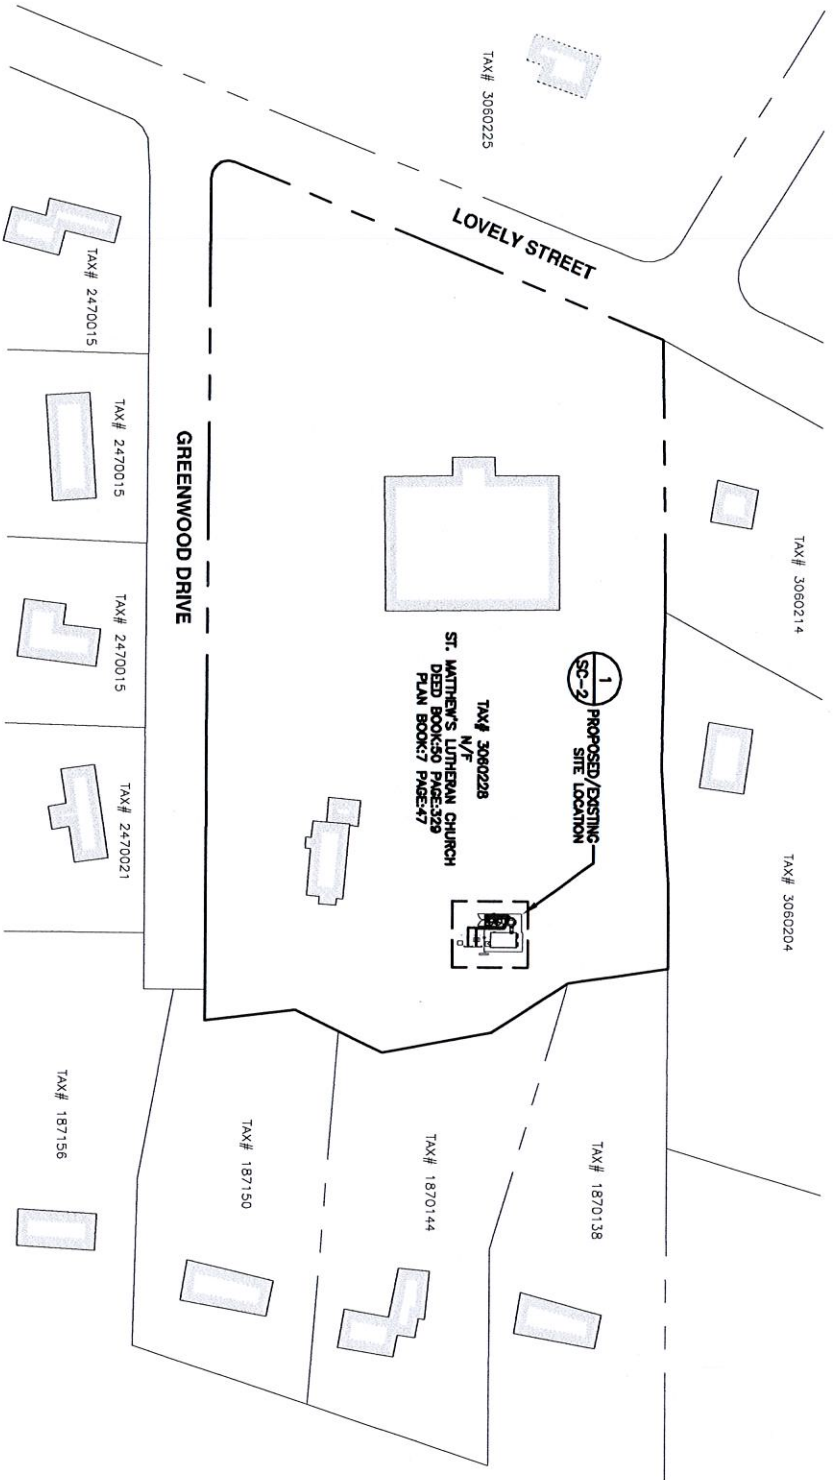 TAX# 3060225
LOVELY STREET
TAX# 3060214
TAX# 3060204
1
SC-2
PROPOSED/EXISTING
SITE LOCATION
TAX# 3060228
N/F
ST. MATTHEW'S LUTHERAN CHURCH
DEED BOOK:50 PAGE:329
PLAN BOOK:7 PAGE:47
GREENWOOD DRIVE
TAX# 2470015
TAX# 2470015
TAX# 2470015
TAX# 2470021
TAX# 187156
TAX# 187150
TAX# 1870144
TAX# 1870138